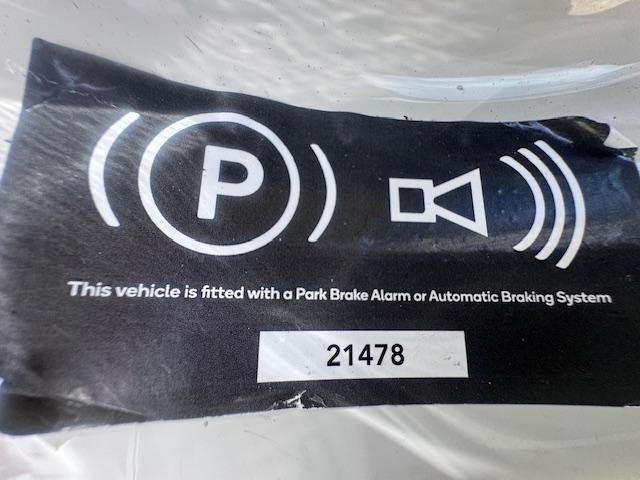 P
This vehicle is fitted with a Park Brake Alarm or Automatic Braking System
21478